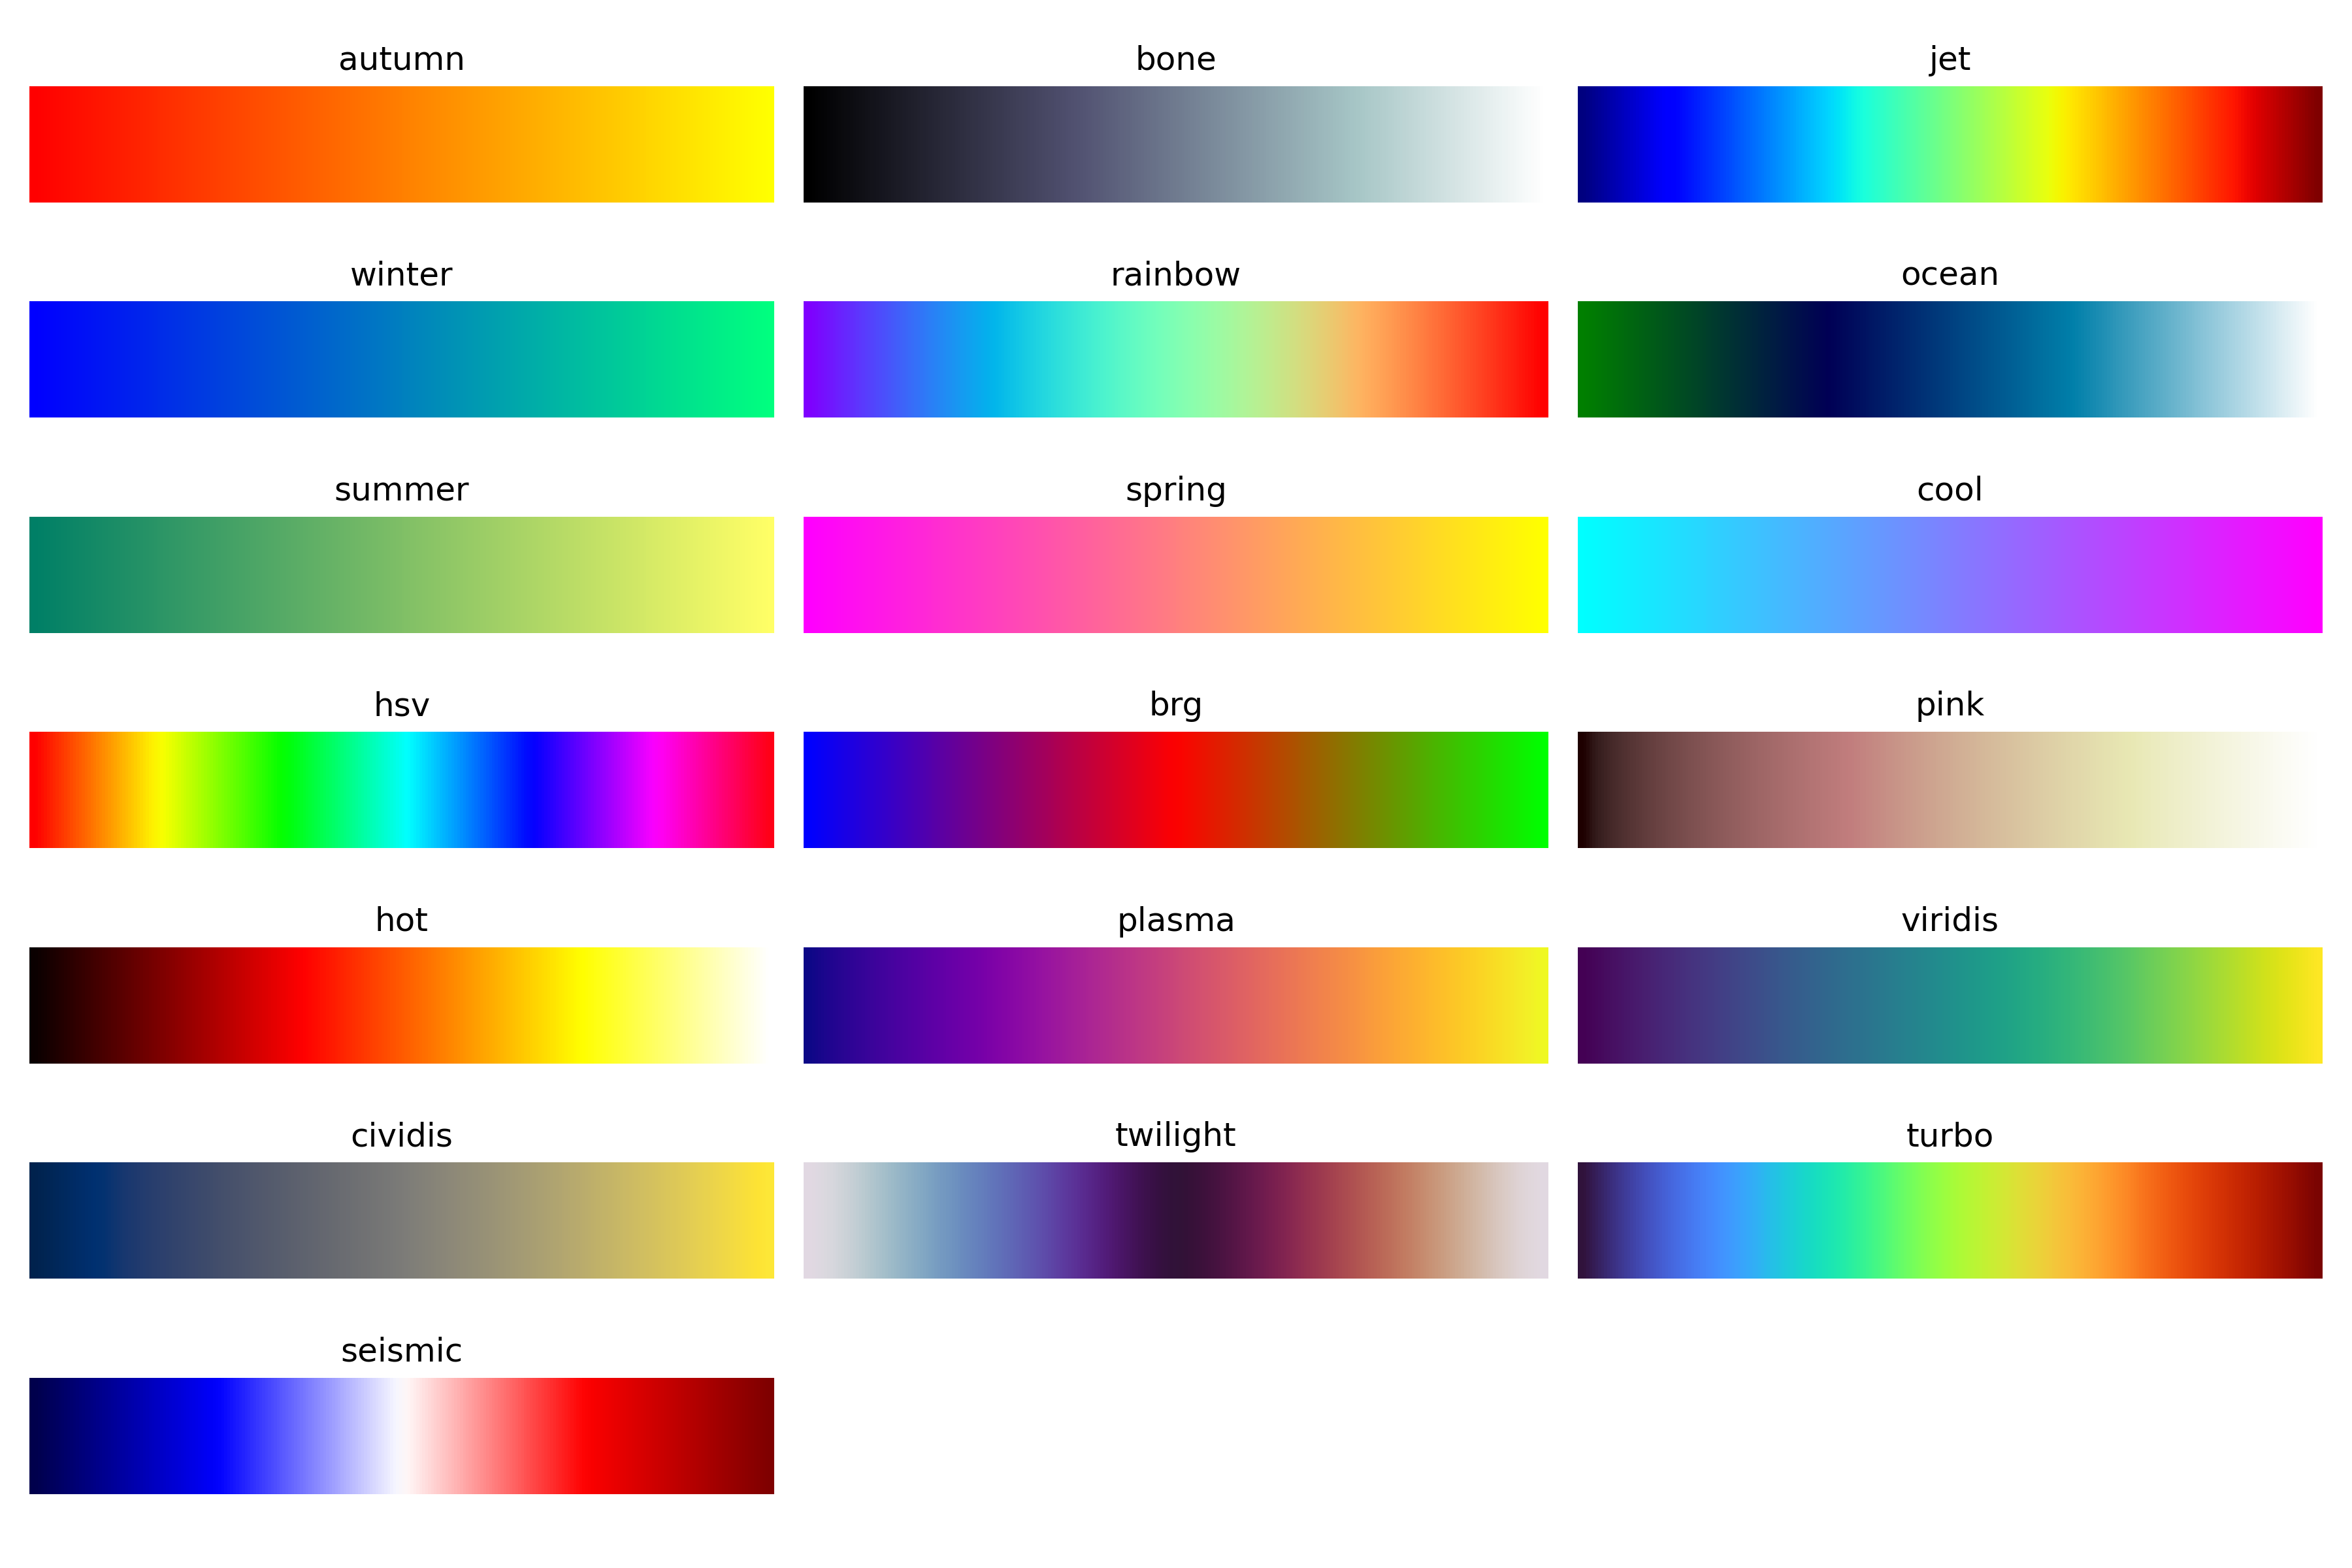 autumn
bone
jet
winter
rainbow
ocean
summer
spring
cool
hsv
brg
pink
hot
plasma
viridis
cividis
twilight
turbo
seismic